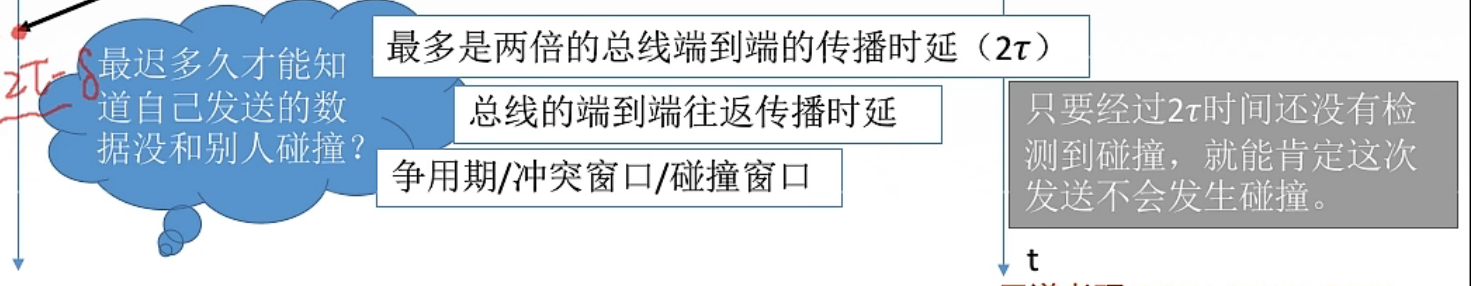 2τ-δ
最迟多久才能知
道自己发送的数
据没和别人碰撞？
最多是两倍的总线端到端的传播时延（2τ）
总线的端到端往返传播时延
争用期/冲突窗口/碰撞窗口
只要经过2τ时间还没有检
测到碰撞，就能肯定这次
发送不会发生碰撞。
t